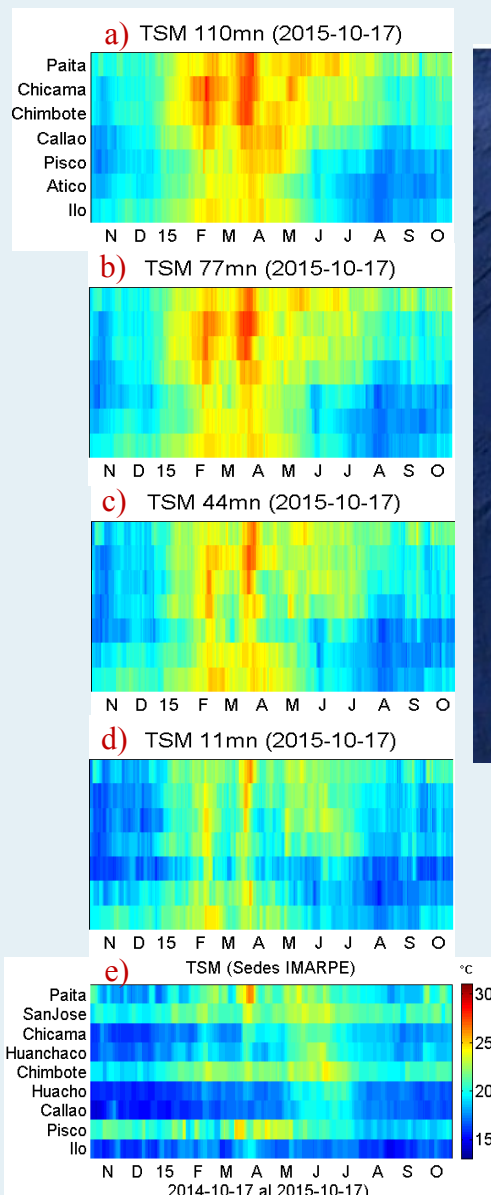 a) TSM 110mn (2015-10-17)
Paita
Chicama
Chimbote
Callao
Pisco
Atico
Ilo
N D 15 F M A M J J A S O
b) TSM 77mn (2015-10-17)
N D 15 F M A M J J A S O
c) TSM 44mn (2015-10-17)
N D 15 F M A M J J A S O
d) TSM 11mn (2015-10-17)
N D 15 F M A M J J A S O
e) TSM (Sedes IMARPE)
°C
Paita
SanJose
Chicama
Huanchaco
Chimbote
Huacho
Callao
Pisco
Ilo
30
25
20
15
N D 15 F M A M J J A S O
2014-10-17 al 2015-10-17)